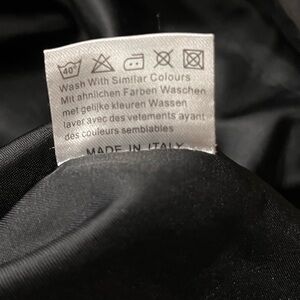 40°
Wash With Similar Colours
Mit ahnlichen Farben Waschen
met gelijke kleuren Wassen
laver avec des vetements ayant
des couleurs semblables
MADE IN ITALY